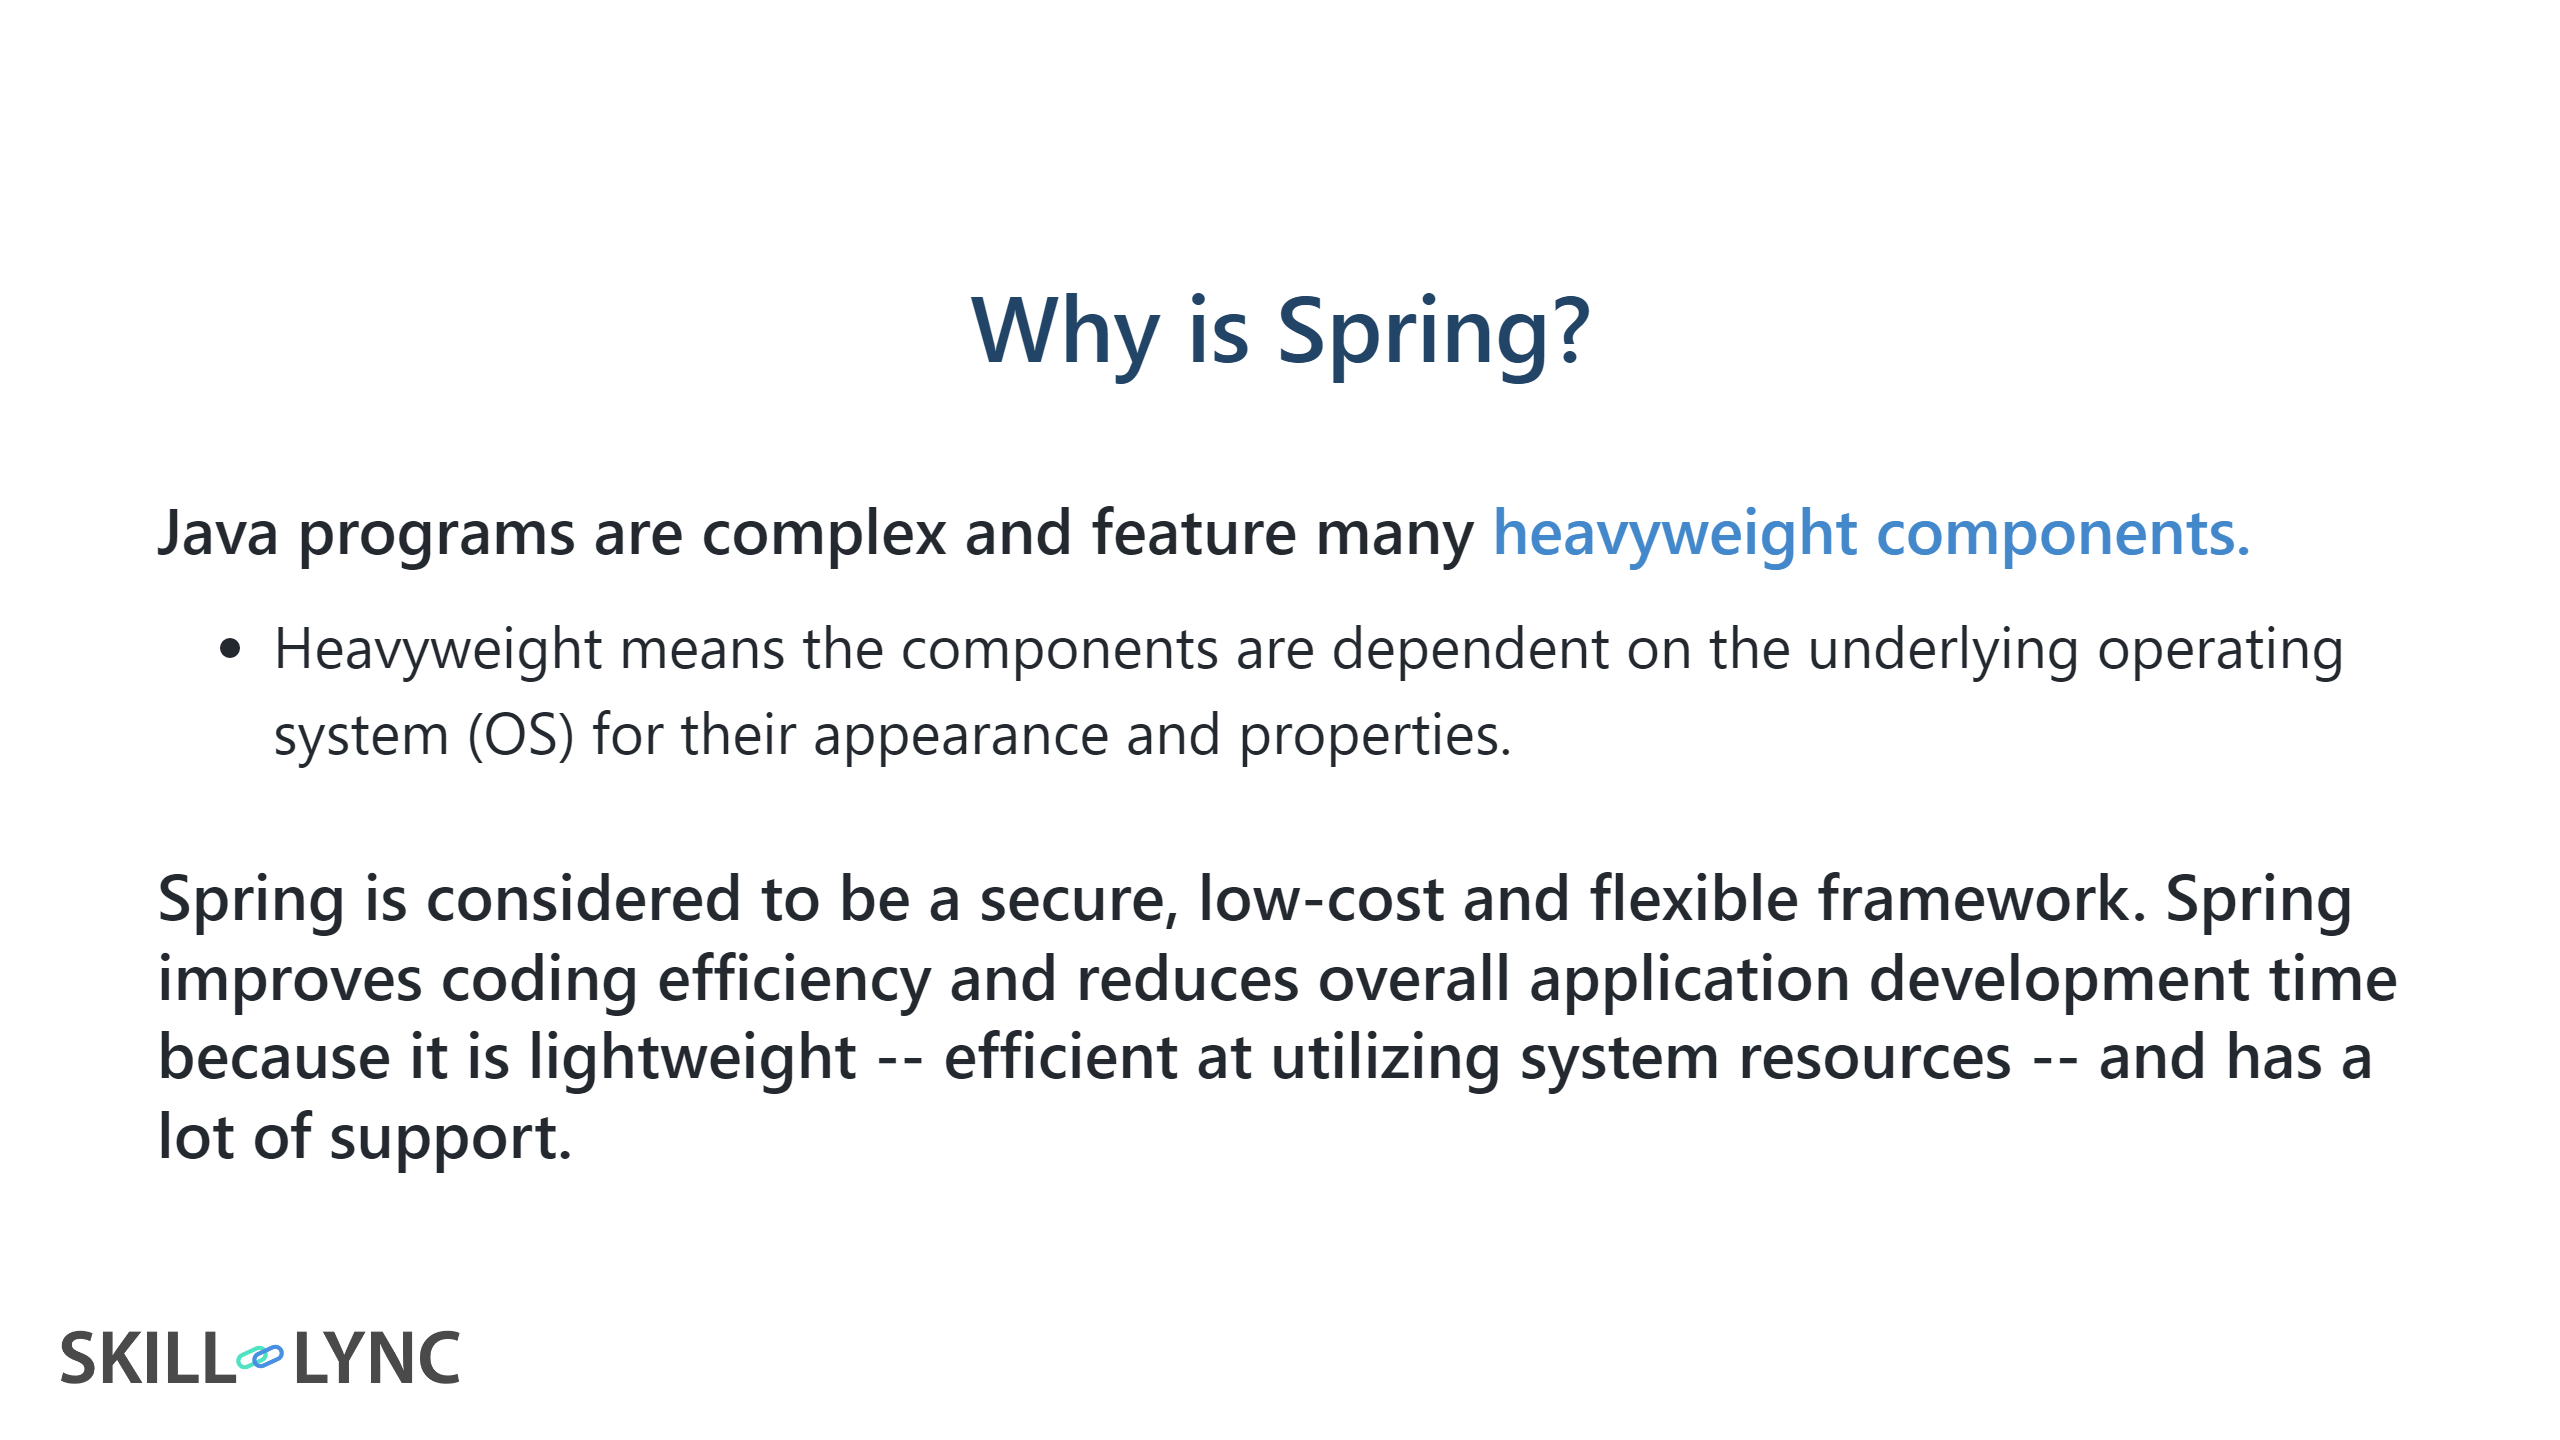 Why is Spring?
Java programs are complex and feature many heavyweight components.
• Heavyweight means the components are dependent on the underlying operating
system (OS) for their appearance and properties.
Spring is considered to be a secure, low-cost and flexible framework. Spring
improves coding efficiency and reduces overall application development time
because it is lightweight -- efficient at utilizing system resources -- and has a
lot of support.
SKILL LYNC